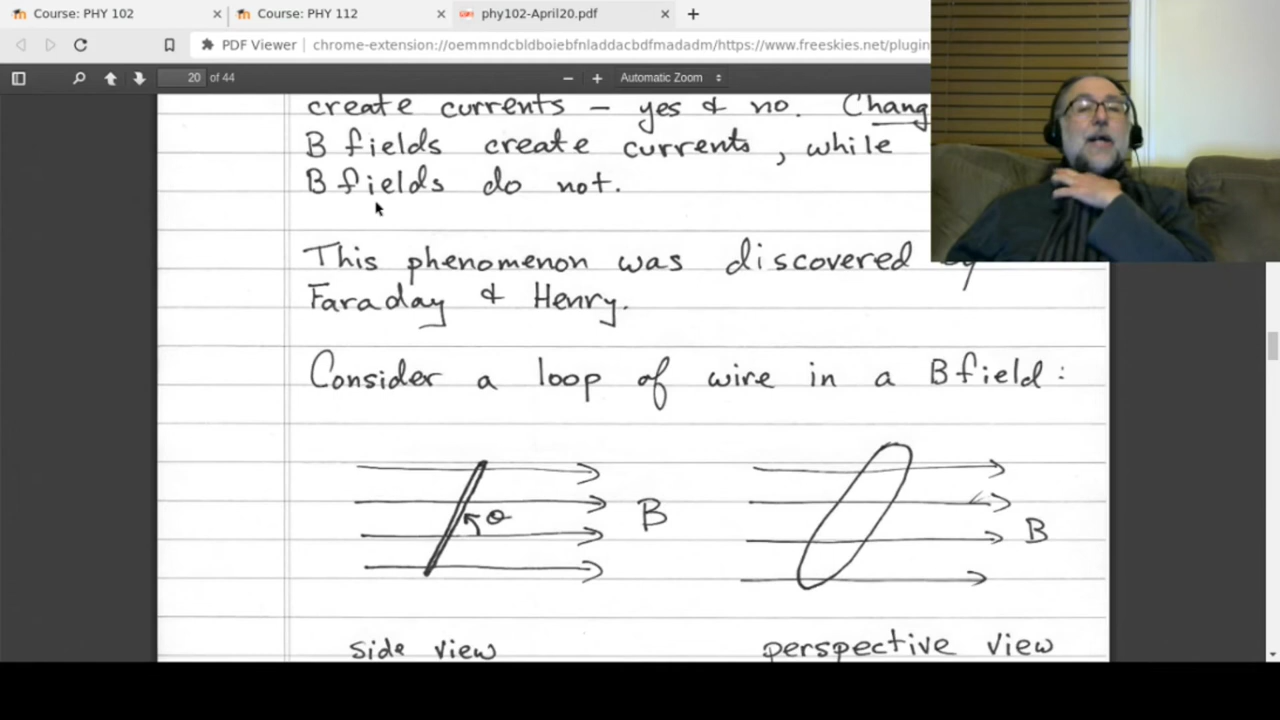 Course: PHY 102
Course: PHY 112
phy102-April20.pdf
PDF Viewer
chrome-extension://oemmndcbldboiebfnladdacbdfmadadm/https://www.freeskies.net/plugin
20 of 44
Automatic Zoom
create currents – yes & no. Chang
B fields create currents, while
B fields do not.
This phenomenon was discovered by
Faraday & Henry.
Consider a loop of wire in a B field:
θ
B
B
side view
perspective view